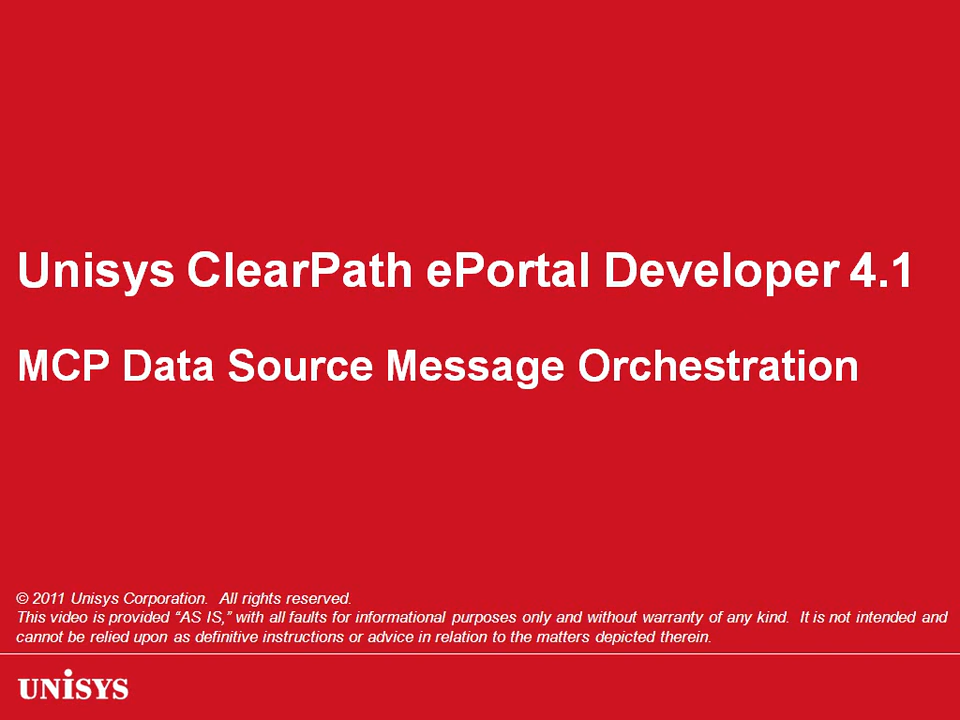 Unisys ClearPath ePortal Developer 4.1
MCP Data Source Message Orchestration
© 2011 Unisys Corporation. All rights reserved.
This video is provided “AS IS,” with all faults for informational purposes only and without warranty of any kind. It is not intended and
cannot be relied upon as definitive instructions or advice in relation to the matters depicted therein.
UNiSYS